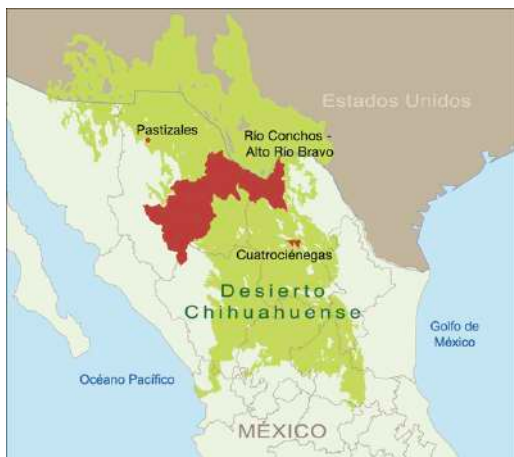 Estados Unidos
Pastizales
Río Conchos -
Alto Río Bravo
Cuatrociénegas
Desierto
Chihuahuense
Golfo de
México
Océano Pacífico
MÉXICO